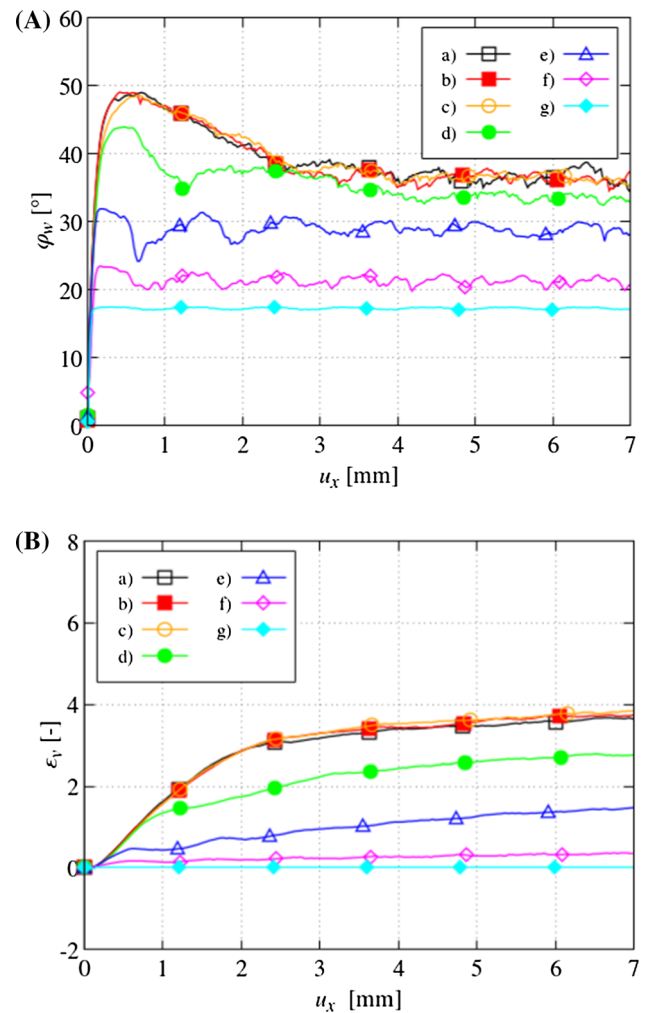 (A)
60
50
40
30
20
10
0
φw [°]
a) e)
b) f)
c) g)
d)
0 1 2 3 4 5 6 7
ux [mm]
(B)
8
6
4
2
0
-2
εv [-]
a) e)
b) f)
c) g)
d)
0 1 2 3 4 5 6 7
ux [mm]